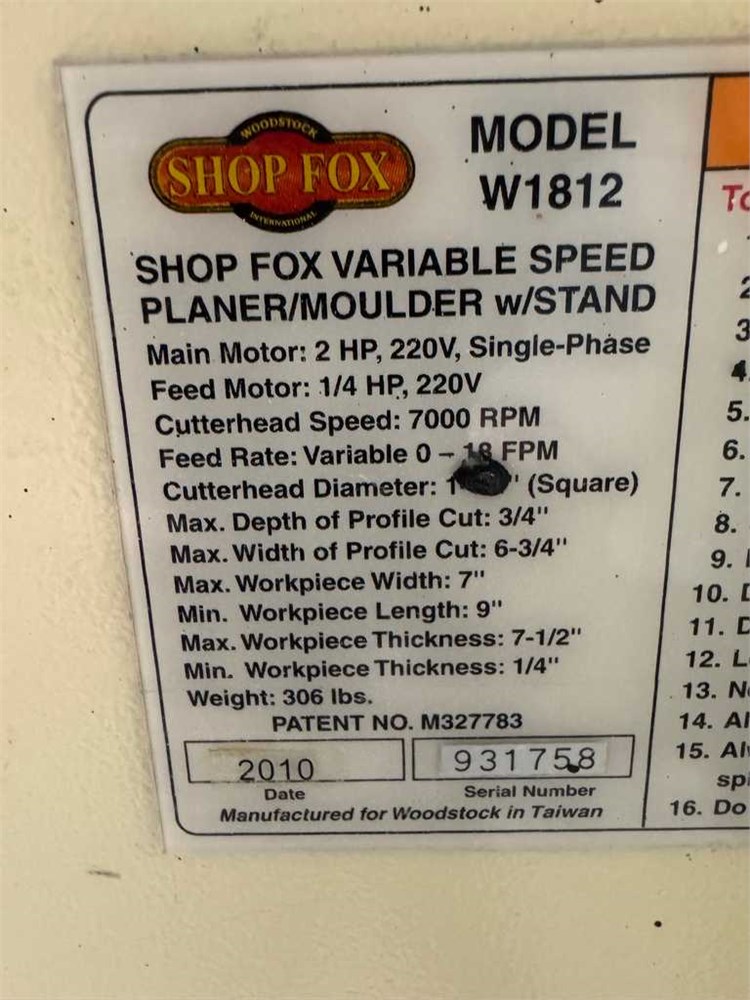 WOODSTOCK
SHOP FOX
INTERNATIONAL
MODEL
W1812
SHOP FOX VARIABLE SPEED
PLANER/MOULDER w/STAND
Main Motor: 2 HP, 220V, Single-Phase
Feed Motor: 1/4 HP, 220V
Cutterhead Speed: 7000 RPM
Feed Rate: Variable 0 – 18 FPM
Cutterhead Diameter: (Square)
Max. Depth of Profile Cut: 3/4"
Max. Width of Profile Cut: 6-3/4"
Max. Workpiece Width: 7"
Min. Workpiece Length: 9"
Max. Workpiece Thickness: 7-1/2"
Min. Workpiece Thickness: 1/4"
Weight: 306 lbs.
PATENT NO. M327783
2010
Date
931758
Serial Number
Manufactured for Woodstock in Taiwan
3
4.
5.
6.
7.
8.
9.
10.
11.
12.
13.
14.
15.
16. Do